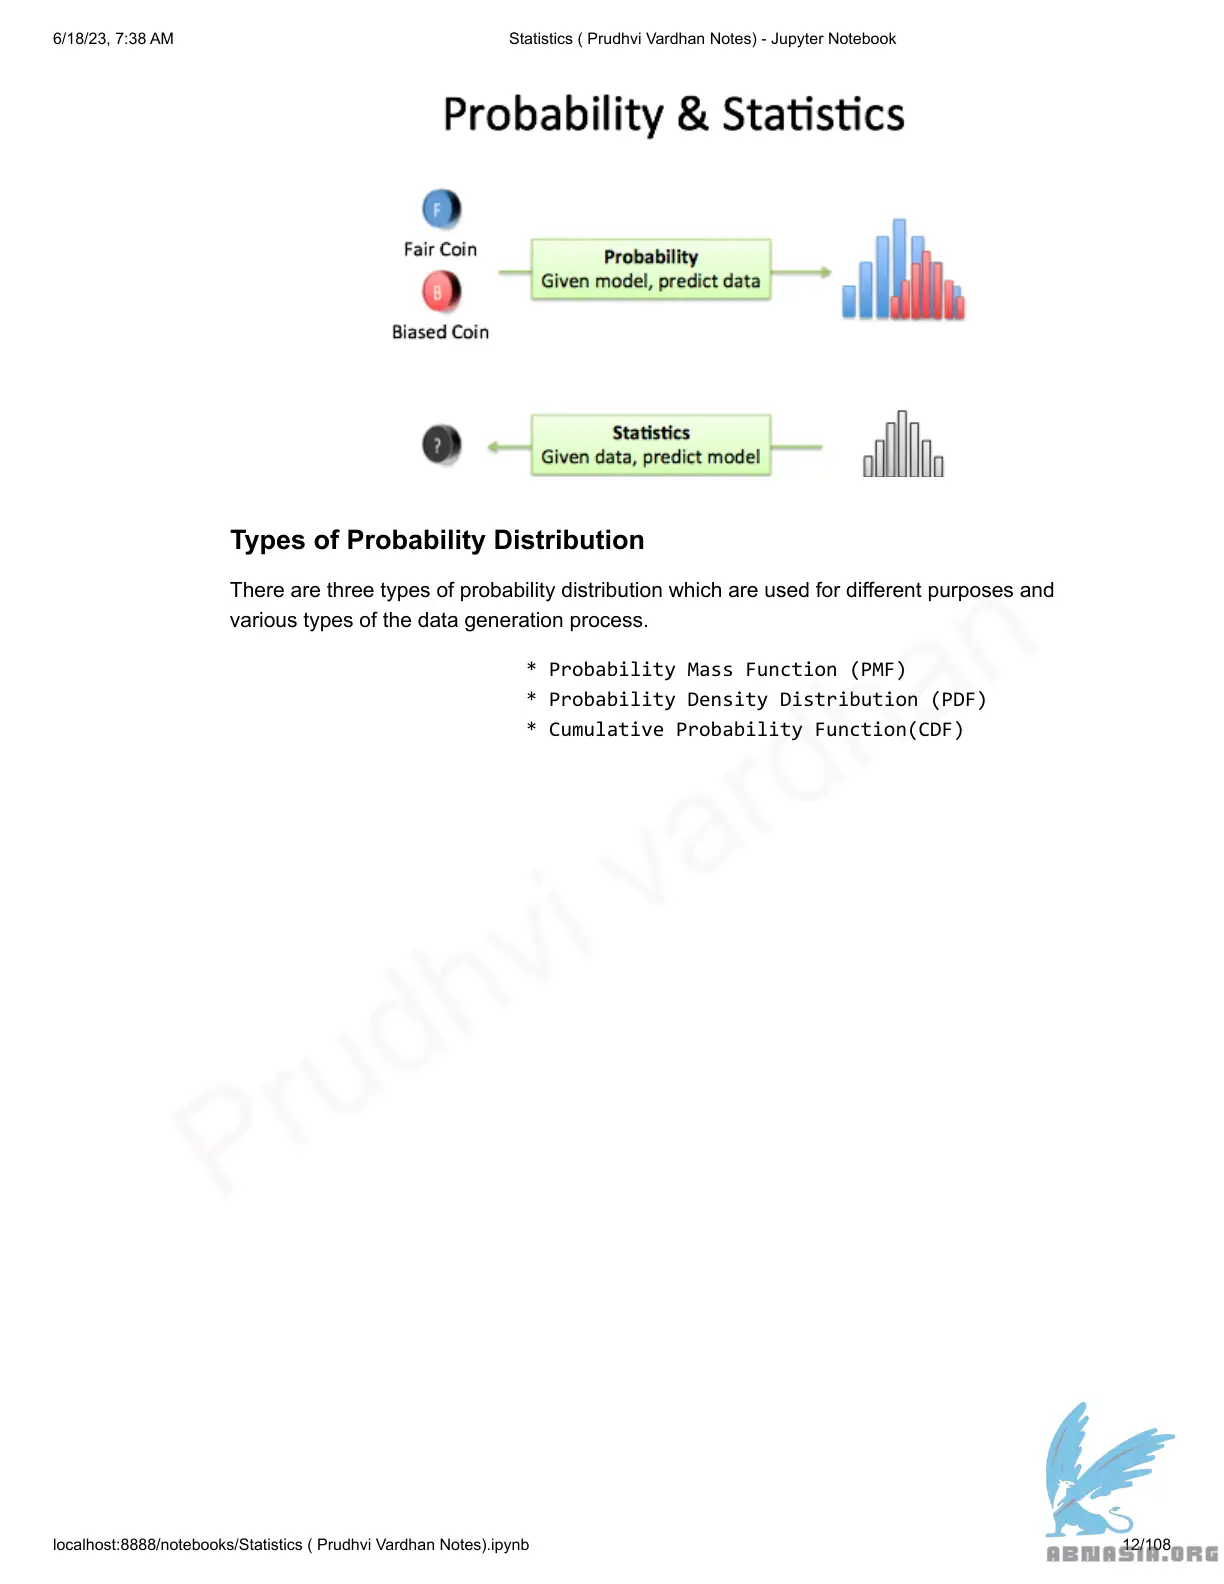 6/18/23, 7:38 AM
Statistics ( Prudhvi Vardhan Notes) - Jupyter Notebook
Probability & Statistics
F
Fair Coin
B
Biased Coin
Probability
Given model, predict data
?
Statistics
Given data, predict model
Types of Probability Distribution
There are three types of probability distribution which are used for different purposes and
various types of the data generation process.
* Probability Mass Function (PMF)
* Probability Density Distribution (PDF)
* Cumulative Probability Function(CDF)
Prudhvi vardhan
localhost:8888/notebooks/Statistics ( Prudhvi Vardhan Notes).ipynb
12/108
ABNASIA.ORG